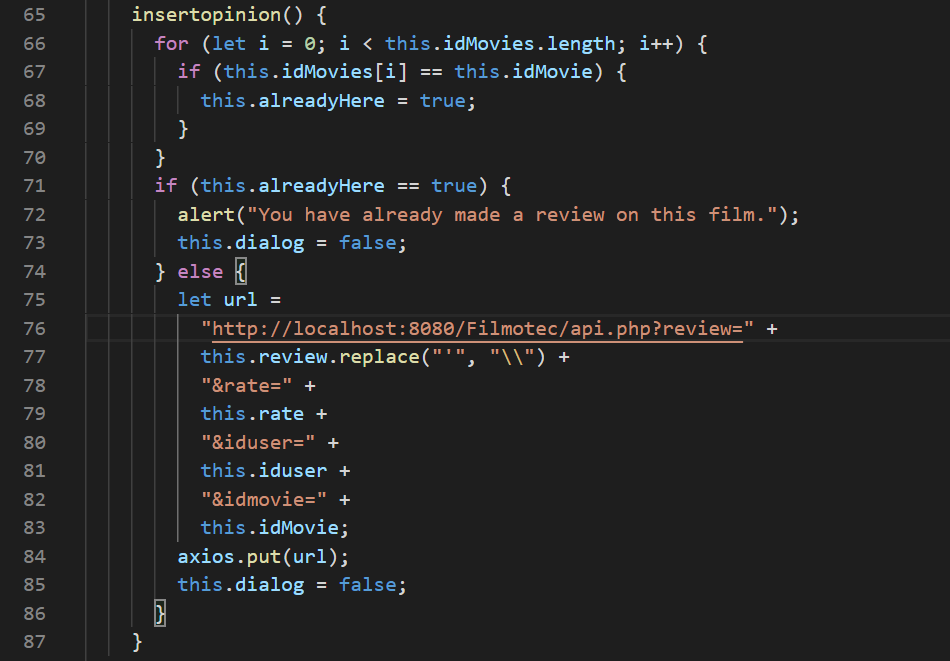 65 insertopinion() {
66 for (let i = 0; i < this.idMovies.length; i++) {
67 if (this.idMovies[i] == this.idMovie) {
68 this.alreadyHere = true;
69 }
70 }
71 if (this.alreadyHere == true) {
72 alert("You have already made a review on this film.");
73 this.dialog = false;
74 } else {
75 let url =
76 "http://localhost:8080/Filmotec/api.php?review=" +
77 this.review.replace("'", "\\") +
78 "&rate=" +
79 this.rate +
80 "&iduser=" +
81 this.iduser +
82 "&idmovie=" +
83 this.idMovie;
84 axios.put(url);
85 this.dialog = false;
86 }
87 }